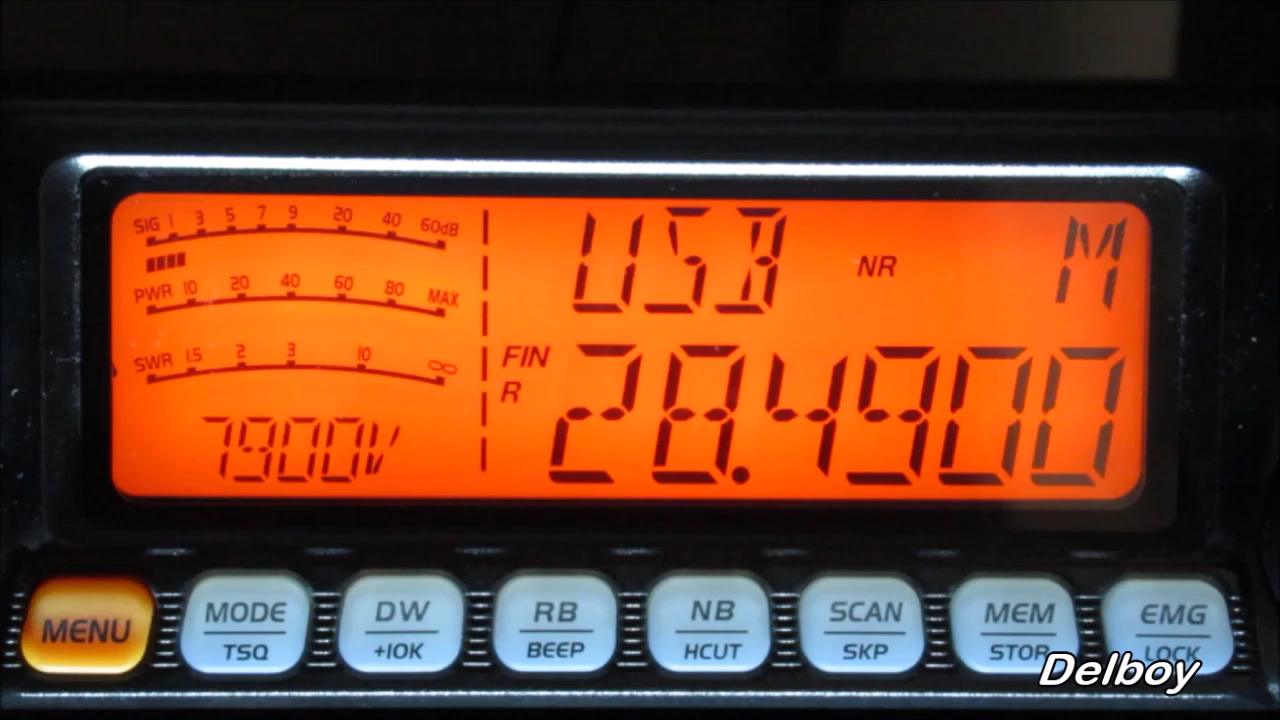 SIG 1 3 5 7 9 20 40 60dB
PWR 10 20 40 60 80 MAX
SWR 1.5 2 3 10 ∞
7900V
USB NR M
FIN
R
28.4900
MENU
MODE
TSQ
DW
+10K
RB
BEEP
NB
HCUT
SCAN
SKP
MEM
STOR
EMG
LOCK
Delboy